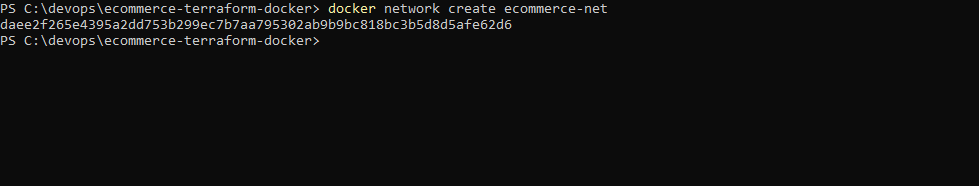 PS C:\devops\ecommerce-terraform-docker> docker network create ecommerce-net
daee2f265e4395a2dd753b299ec7b7aa795302ab9b9bc818bc3b5d8d5afe62d6
PS C:\devops\ecommerce-terraform-docker>